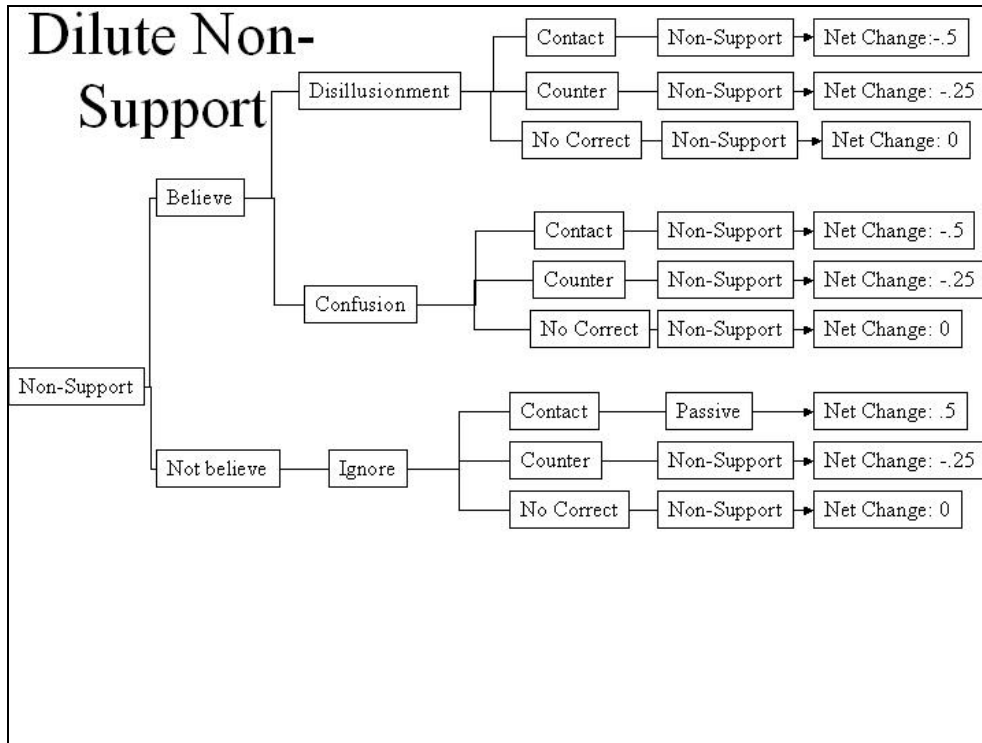 Dilute Non-
Support
Contact Non-Support Net Change:-.5
Disillusionment Counter Non-Support Net Change: -.25
No Correct Non-Support Net Change: 0
Believe
Contact Non-Support Net Change: -.5
Counter Non-Support Net Change: -.25
Confusion
No Correct Non-Support Net Change: 0
Non-Support
Contact Passive Net Change: .5
Not believe Ignore Counter Non-Support Net Change: -.25
No Correct Non-Support Net Change: 0